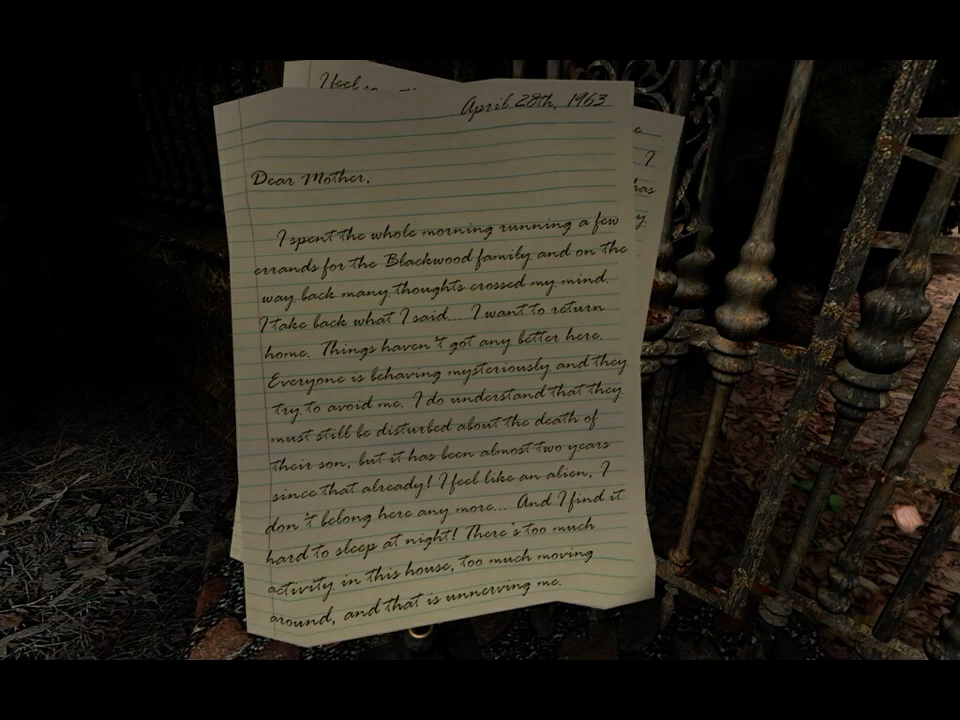 I feel
April 28th, 1963
Dear Mother,
I spent the whole morning running a few
errands for the Blackwood family and on the
way back many thoughts crossed my mind.
I take back what I said... I want to return
home. Things haven't got any better here.
Everyone is behaving mysteriously and they
try to avoid me. I do understand that they
must still be disturbed about the death of
their son, but it has been almost two years
since that already! I feel like an alien, I
don't belong here any more... And I find it
hard to sleep at night! There's too much
activity in this house, too much moving
around, and that is unnerving me.
I
has